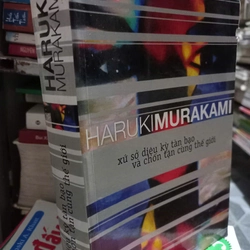 HARUKI
MURAKAMI
HARUKIMURAKAMI
xứ sở diệu kỳ tàn bạo
và chốn tận cùng thế giới